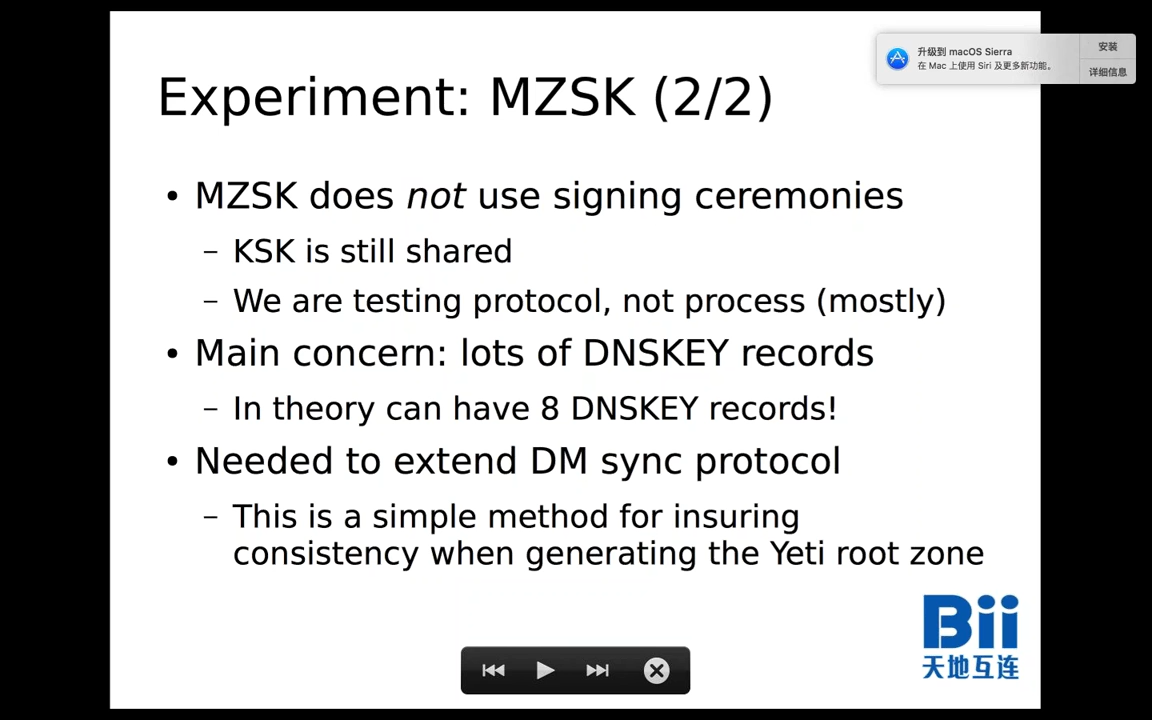 升级到 macOS Sierra
在 Mac 上使用 Siri 及更多新功能。
安装
详细信息
Experiment: MZSK (2/2)
• MZSK does not use signing ceremonies
– KSK is still shared
– We are testing protocol, not process (mostly)
• Main concern: lots of DNSKEY records
– In theory can have 8 DNSKEY records!
• Needed to extend DM sync protocol
– This is a simple method for insuring
consistency when generating the Yeti root zone
Bii
天地互连